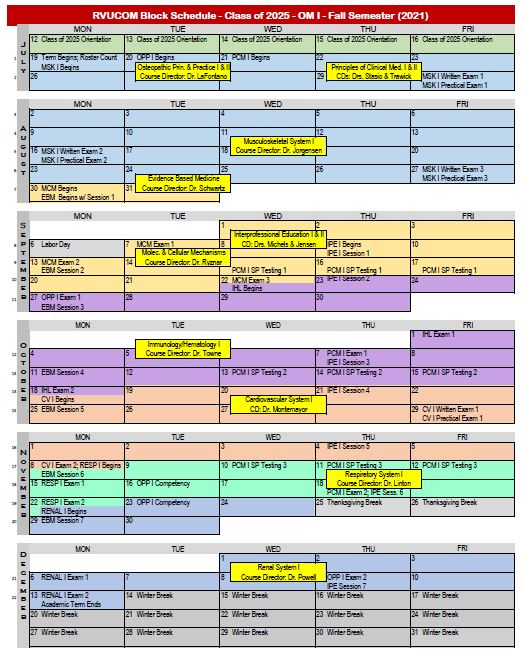 RVUCOM Block Schedule - Class of 2025 - OM I - Fall Semester (2021)
MON TUE WED THU FRI
JULY
12 Class of 2025 Orientation 13 Class of 2025 Orientation 14 Class of 2025 Orientation 15 Class of 2025 Orientation 16 Class of 2025 Orientation
19 Term Begins; Roster Count 20 OPP I Begins 21 PCM I Begins 22 23
MSK I Begins
Osteopathic Prin. & Practice I & II
Course Director: Dr. LaFontano
Principles of Clinical Med. I & II
CDs: Drs. Stasio & Trawick
26 29 MSK I Written Exam 1
MSK I Practical Exam 1
AUGUST
2 3 4 5 6
9 10 11 12 13
Musculoskeletal System I
Course Director: Dr. Jorgensen
16 MSK I Written Exam 2 17 20
MSK I Practical Exam 2
23 24 25 26 27 MSK I Written Exam 3
MSK I Practical Exam 3
Evidence Based Medicine
Course Director: Dr. Schwartz
30 MCM Begins 31
EBM Begins w/ Session 1
MON TUE WED THU FRI
SEPTEMBER
1 2 3
Interprofessional Education I & II
CD: Drs. Michels & Jensen
6 Labor Day 7 MCM Exam 1 8 IPE Begins 10
IPE Session 1
Molec. & Cellular Mechanisms
Course Director: Dr. Ryznar
13 MCM Exam 2 14 16 17
EBM Session 2 PCM I SP Testing 1 PCM I SP Testing 1 PCM I SP Testing 1
20 21 22 MCM Exam 3 23 IPE Session 2 24
IHL Begins
27 OPP I Exam 1 28 29 30
EBM Session 3
MON TUE WED THU FRI
OCTOBER
1 IHL Exam 1
4 5 7 PCM I Exam 1 8
IPE Session 3
Immunology/Hematology I
Course Director: Dr. Towne
11 EBM Session 4 12 13 PCM I SP Testing 2 14 PCM I SP Testing 2 15 PCM I SP Testing 2
18 IHL Exam 2 19 20 21 IPE Session 4 22
CV I Begins
Cardiovascular System I
CD: Dr. Montemayor
25 EBM Session 5 26 27 29 CV I Written Exam 1
CV I Practical Exam 1
MON TUE WED THU FRI
NOVEMBER
1 2 3 4 IPE Session 5 5
8 CV I Exam 2; RESP I Begins 9 10 PCM I SP Testing 3 11 PCM I SP Testing 3 12 PCM I SP Testing 3
EBM Session 6
Respiratory System I
Course Director: Dr. Linton
15 RESP I Exam 1 16 OPP I Competency 17 18
PCM I Exam 2; IPE Sess. 6
22 RESP I Exam 2 23 OPP I Competency 24 25 Thanksgiving Break 26 Thanksgiving Break
RENAL I Begins
29 EBM Session 7 30
MON TUE WED THU FRI
DECEMBER
1 2 3
Renal System I
Course Director: Dr. Powell
6 RENAL I Exam 1 7 8 OPP I Exam 2 10
IPE Session 7
13 RENAL I Exam 2 14 Winter Break 15 Winter Break 16 Winter Break 17 Winter Break
Academic Term Ends
20 Winter Break 21 Winter Break 22 Winter Break 23 Winter Break 24 Winter Break
27 Winter Break 28 Winter Break 29 Winter Break 30 Winter Break 31 Winter Break